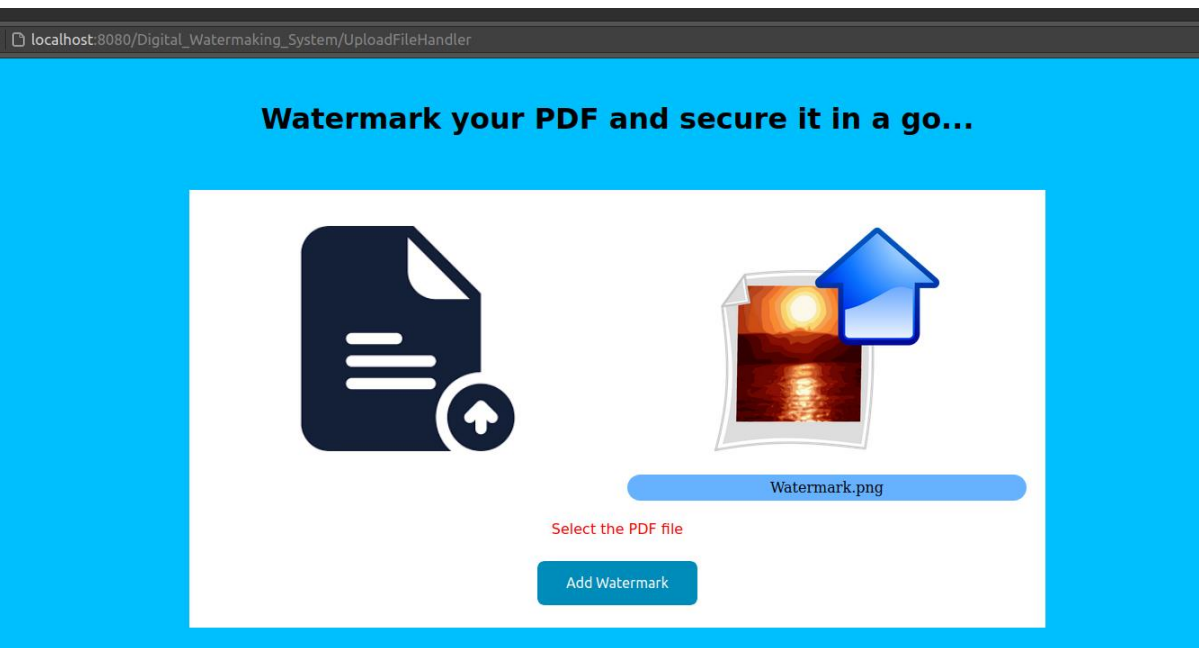 localhost:8080/Digital_Watermaking_System/UploadFileHandler
Watermark your PDF and secure it in a go...
Watermark.png
Select the PDF file
Add Watermark